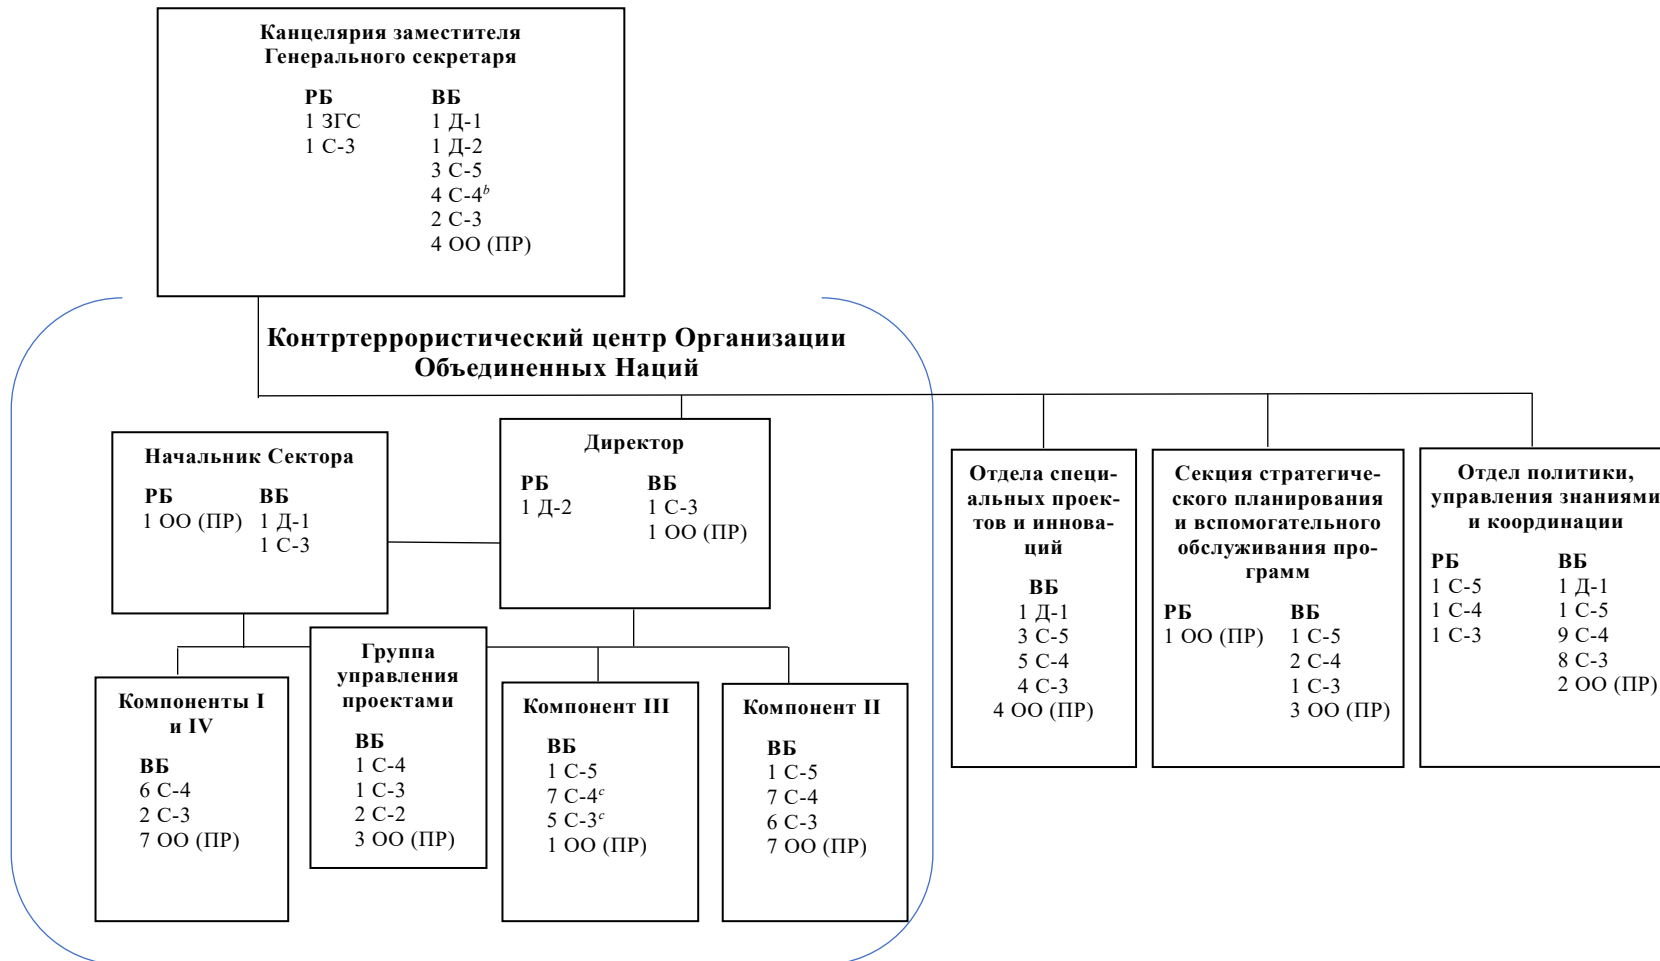 Канцелярия заместителя
Генерального секретаря
РБ
1 ЗГС
1 С-3
ВБ
1 Д-1
1 Д-2
3 С-5
4 С-4ᵇ
2 С-3
4 ОО (ПР)
Контртеррористический центр Организации
Объединенных Наций
Начальник Сектора
РБ
1 ОО (ПР)
ВБ
1 Д-1
1 С-3
Директор
РБ
1 Д-2
ВБ
1 С-3
1 ОО (ПР)
Отдела специ-
альных проек-
тов и иннова-
ций
ВБ
1 Д-1
3 С-5
5 С-4
4 С-3
4 ОО (ПР)
Секция стратегиче-
ского планирования
и вспомогательного
обслуживания про-
грамм
РБ
1 ОО (ПР)
ВБ
1 С-5
2 С-4
1 С-3
3 ОО (ПР)
Отдел политики,
управления знаниями
и координации
РБ
1 С-5
1 С-4
1 С-3
ВБ
1 Д-1
1 С-5
9 С-4
8 С-3
2 ОО (ПР)
Компоненты I
и IV
ВБ
6 С-4
2 С-3
7 ОО (ПР)
Группа
управления
проектами
ВБ
1 С-4
1 С-3
2 С-2
3 ОО (ПР)
Компонент III
ВБ
1 С-5
7 С-4ᶜ
5 С-3ᶜ
1 ОО (ПР)
Компонент II
ВБ
1 С-5
7 С-4
6 С-3
7 ОО (ПР)